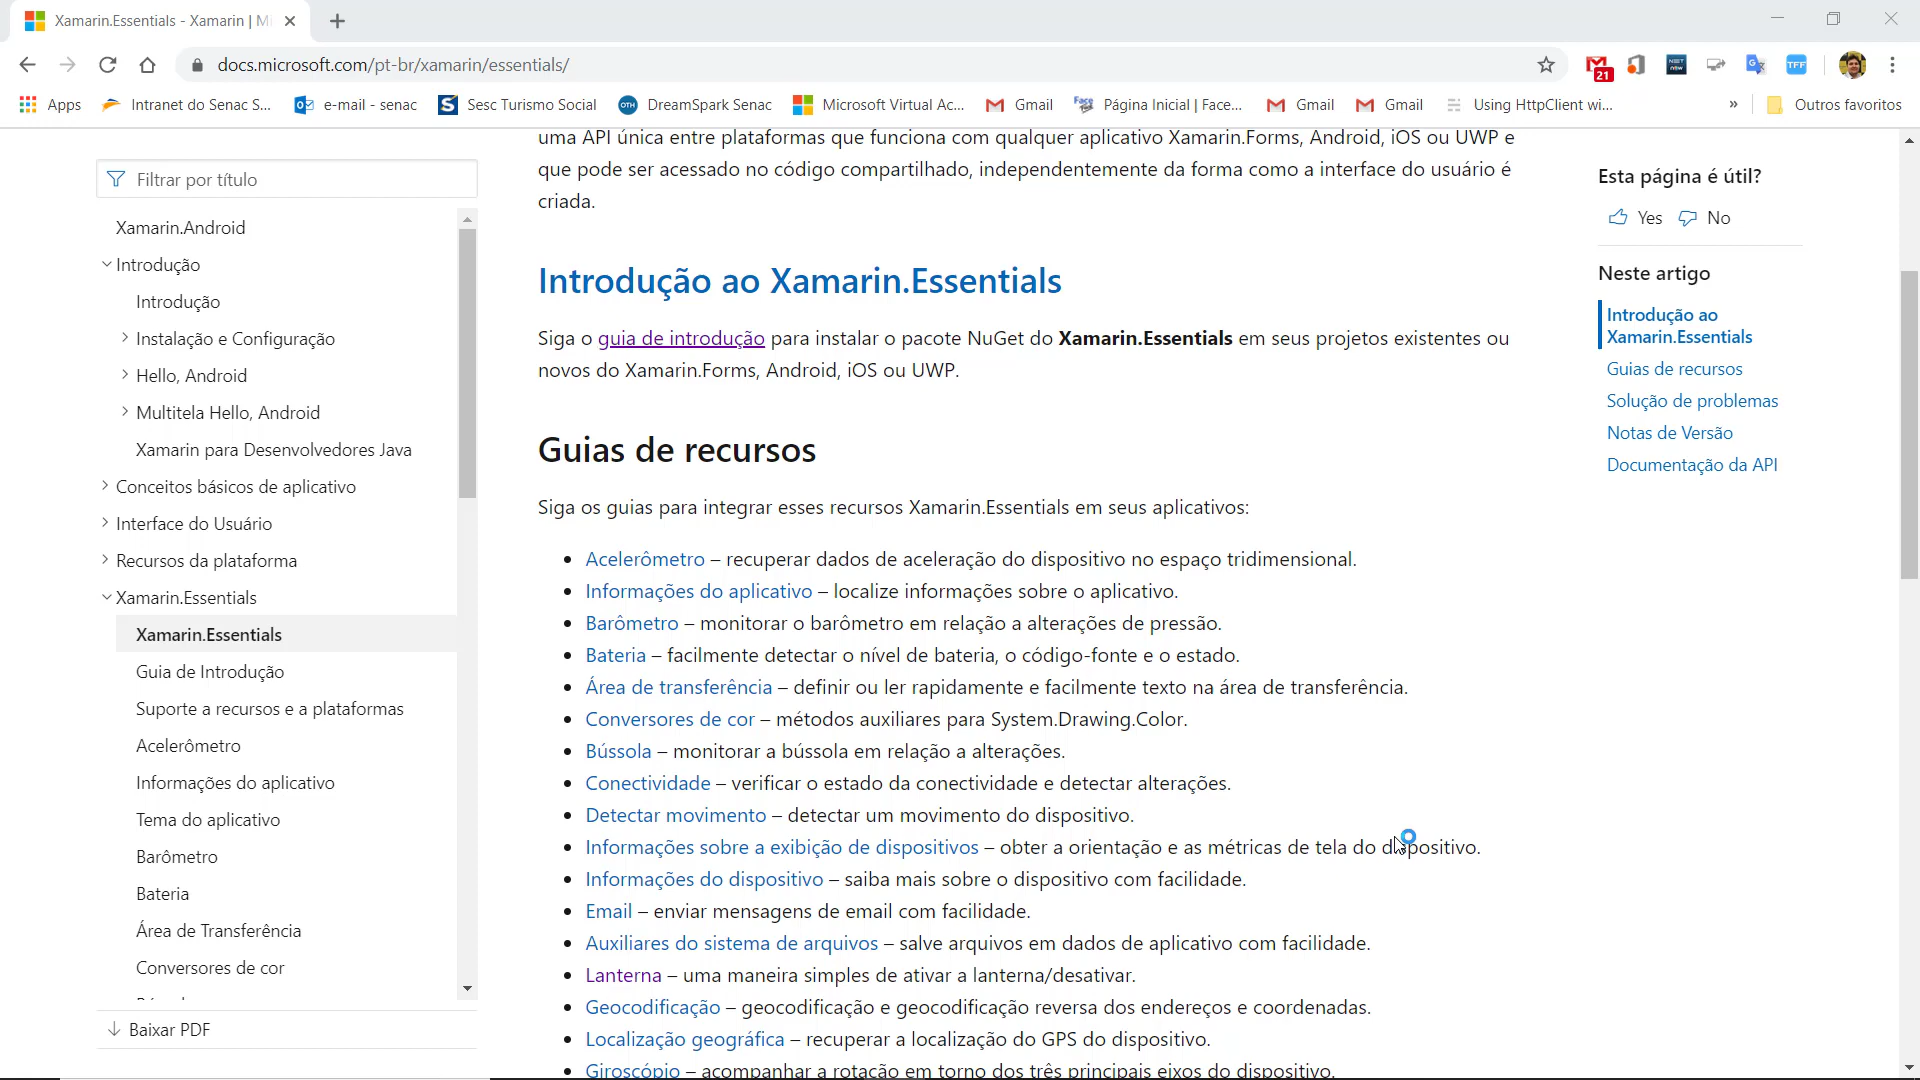 Xamarin.Essentials - Xamarin | M
docs.microsoft.com/pt-br/xamarin/essentials/
21
NEXT
TFF
Apps
Intranet do Senac S...
e-mail - senac
Sesc Turismo Social
DreamSpark Senac
Microsoft Virtual Ac...
Gmail
Página Inicial | Face...
Gmail
Gmail
Using HttpClient wi...
»
Outros favoritos
Filtrar por título
Xamarin.Android
Introdução
Introdução
Instalação e Configuração
Hello, Android
Multitela Hello, Android
Xamarin para Desenvolvedores Java
Conceitos básicos de aplicativo
Interface do Usuário
Recursos da plataforma
Xamarin.Essentials
Xamarin.Essentials
Guia de Introdução
Suporte a recursos e a plataformas
Acelerômetro
Informações do aplicativo
Tema do aplicativo
Barômetro
Bateria
Área de Transferência
Conversores de cor
Baixar PDF
uma API única entre plataformas que funciona com qualquer aplicativo Xamarin.Forms, Android, iOS ou UWP e
que pode ser acessado no código compartilhado, independentemente da forma como a interface do usuário é
criada.
Introdução ao Xamarin.Essentials
Siga o guia de introdução para instalar o pacote NuGet do Xamarin.Essentials em seus projetos existentes ou
novos do Xamarin.Forms, Android, iOS ou UWP.
Guias de recursos
Siga os guias para integrar esses recursos Xamarin.Essentials em seus aplicativos:
• Acelerômetro – recuperar dados de aceleração do dispositivo no espaço tridimensional.
• Informações do aplicativo – localize informações sobre o aplicativo.
• Barômetro – monitorar o barômetro em relação a alterações de pressão.
• Bateria – facilmente detectar o nível de bateria, o código-fonte e o estado.
• Área de transferência – definir ou ler rapidamente e facilmente texto na área de transferência.
• Conversores de cor – métodos auxiliares para System.Drawing.Color.
• Bússola – monitorar a bússola em relação a alterações.
• Conectividade – verificar o estado da conectividade e detectar alterações.
• Detectar movimento – detectar um movimento do dispositivo.
• Informações sobre a exibição de dispositivos – obter a orientação e as métricas de tela do dispositivo.
• Informações do dispositivo – saiba mais sobre o dispositivo com facilidade.
• Email – enviar mensagens de email com facilidade.
• Auxiliares do sistema de arquivos – salve arquivos em dados de aplicativo com facilidade.
• Lanterna – uma maneira simples de ativar a lanterna/desativar.
• Geocodificação – geocodificação e geocodificação reversa dos endereços e coordenadas.
• Localização geográfica – recuperar a localização do GPS do dispositivo.
• Giroscópio – acompanhar a rotação em torno dos três principais eixos do dispositivo.
Esta página é útil?
Yes No
Neste artigo
Introdução ao
Xamarin.Essentials
Guias de recursos
Solução de problemas
Notas de Versão
Documentação da API